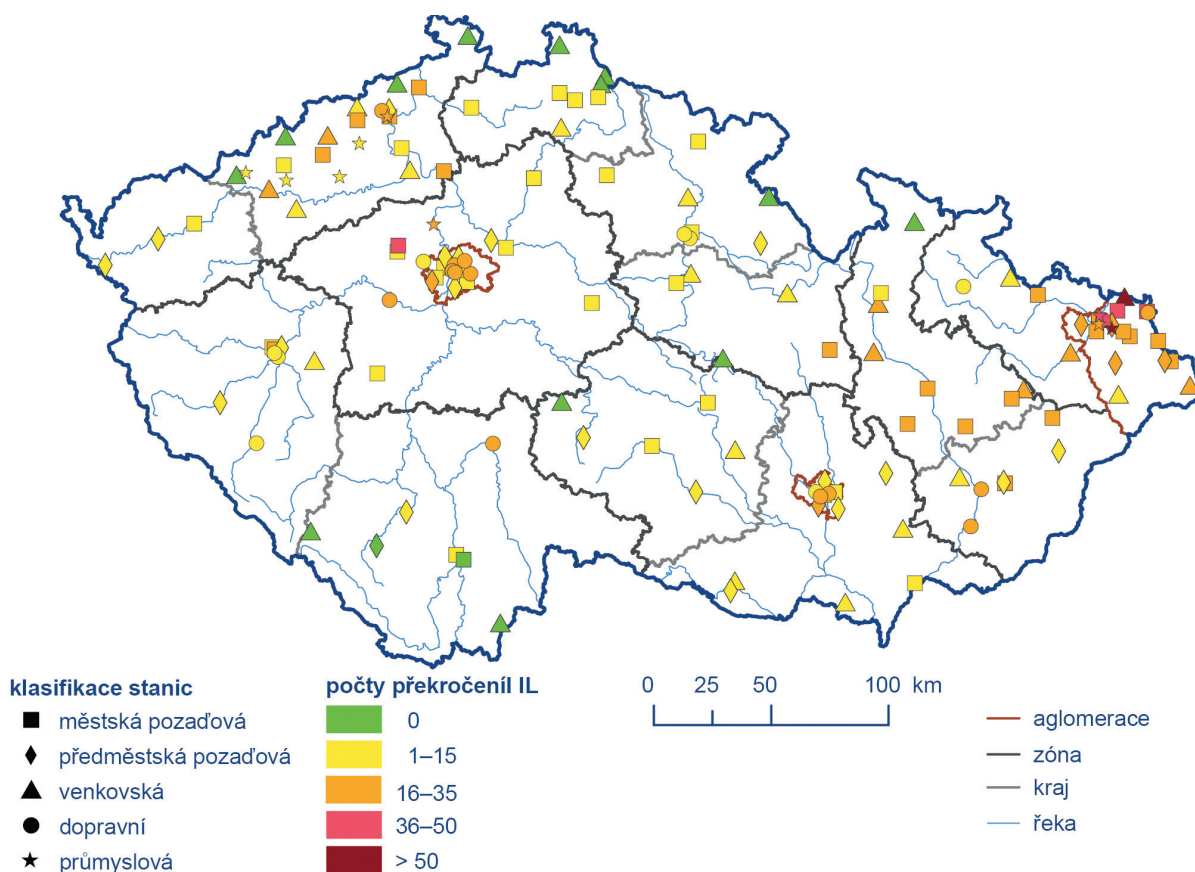 klasifikace stanic
městská pozaďová
předměstská pozaďová
venkovská
dopravní
průmyslová
počty překročeníl IL
0
1–15
16–35
36–50
> 50
0 25 50 100 km
aglomerace
zóna
kraj
řeka